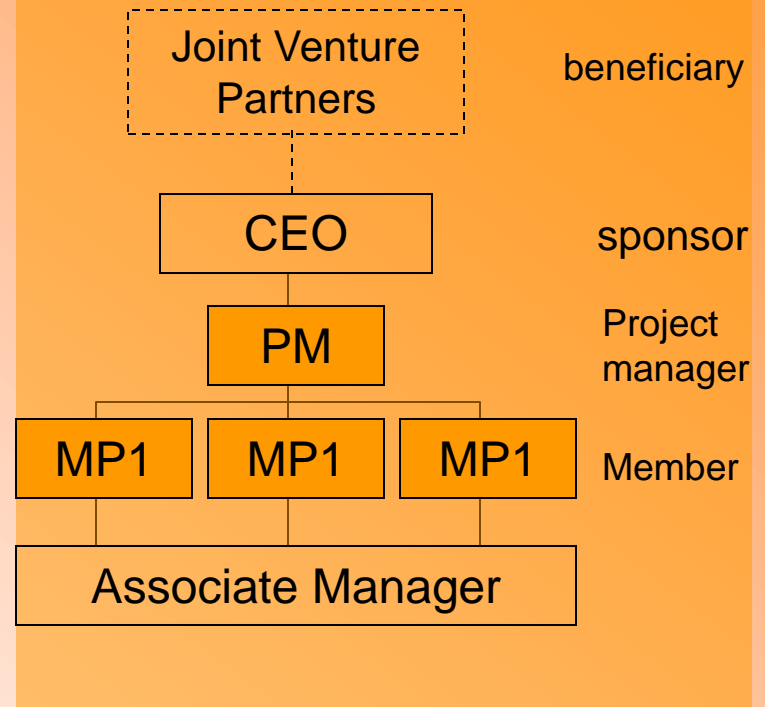 Joint Venture
Partners
beneficiary
CEO
sponsor
PM
Project
manager
MP1
MP1
MP1
Member
Associate Manager